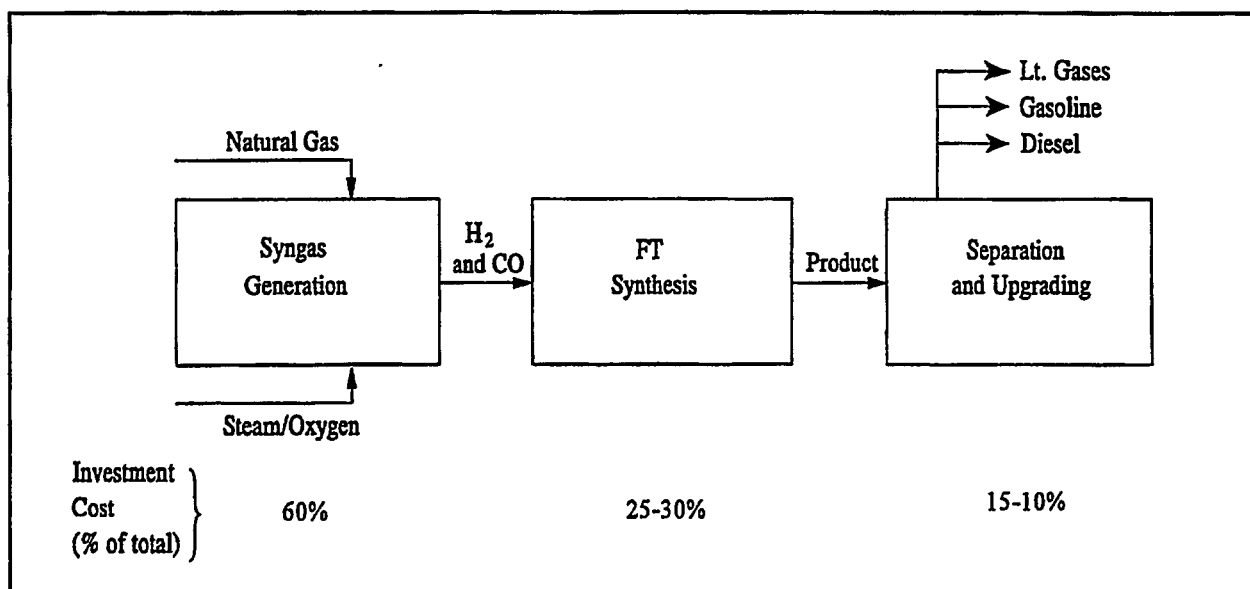 Lt. Gases
Gasoline
Diesel
Natural Gas
Syngas
Generation
H₂
and CO
FT
Synthesis
Product
Separation
and Upgrading
Steam/Oxygen
Investment
Cost
(% of total)
60%
25-30%
15-10%